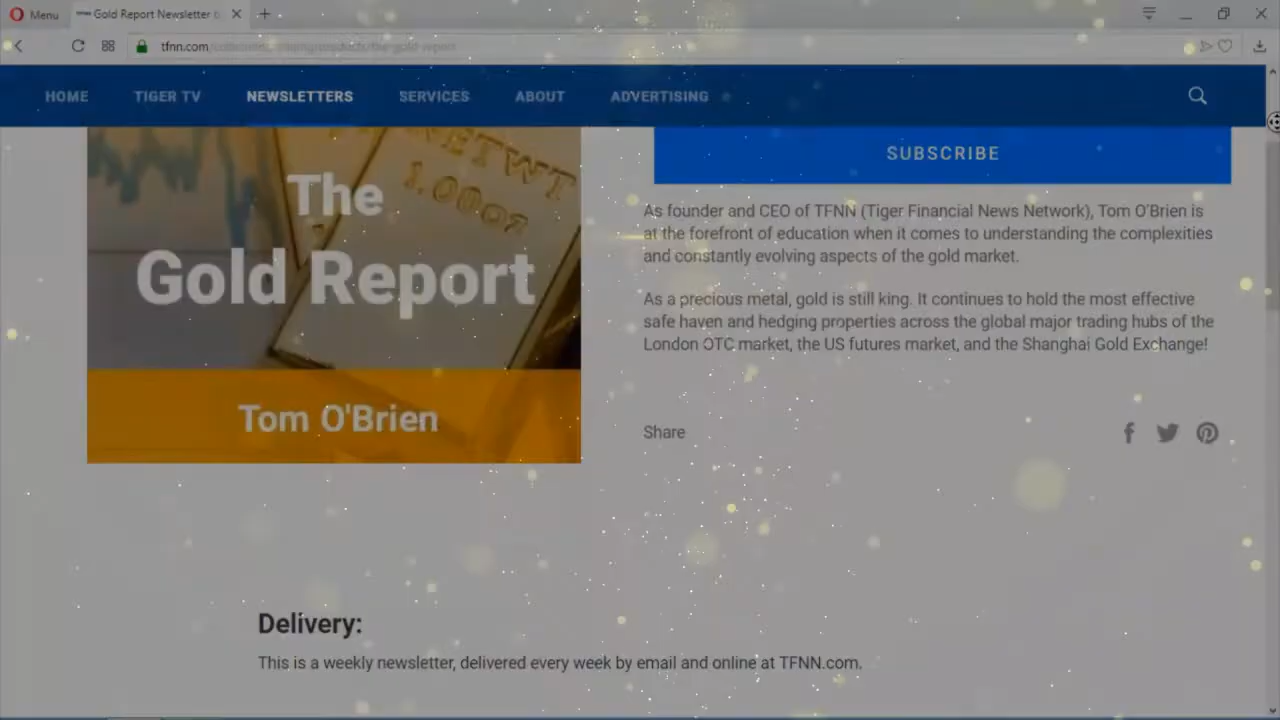 Menu
Gold Report Newsletter b
tfnn.com
HOME TIGER TV NEWSLETTERS SERVICES ABOUT ADVERTISING
NETWT
1.00oz
The
Gold Report
Tom O'Brien
SUBSCRIBE
As founder and CEO of TFNN (Tiger Financial News Network), Tom O'Brien is
at the forefront of education when it comes to understanding the complexities
and constantly evolving aspects of the gold market.
As a precious metal, gold is still king. It continues to hold the most effective
safe haven and hedging properties across the global major trading hubs of the
London OTC market, the US futures market, and the Shanghai Gold Exchange!
Share
Delivery:
This is a weekly newsletter, delivered every week by email and online at TFNN.com.